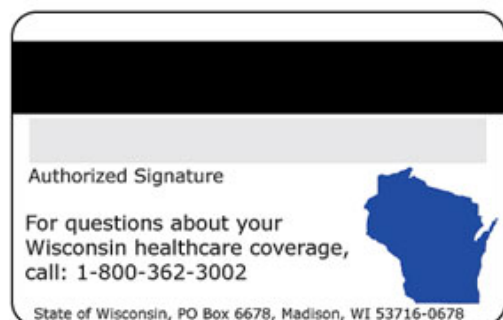 Authorized Signature
For questions about your
Wisconsin healthcare coverage,
call: 1-800-362-3002
State of Wisconsin, PO Box 6678, Madison, WI 53716-0678